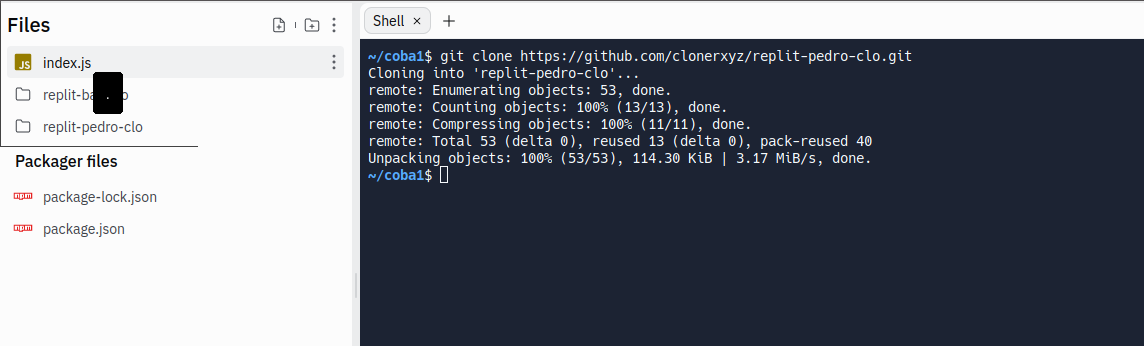 Files
index.js
replit-pedro-clo
Packager files
package-lock.json
package.json
Shell × +
~/coba1$ git clone https://github.com/clonerxyz/replit-pedro-clo.git
Cloning into 'replit-pedro-clo'...
remote: Enumerating objects: 53, done.
remote: Counting objects: 100% (13/13), done.
remote: Compressing objects: 100% (11/11), done.
remote: Total 53 (delta 0), reused 13 (delta 0), pack-reused 40
Unpacking objects: 100% (53/53), 114.30 KiB | 3.17 MiB/s, done.
~/coba1$